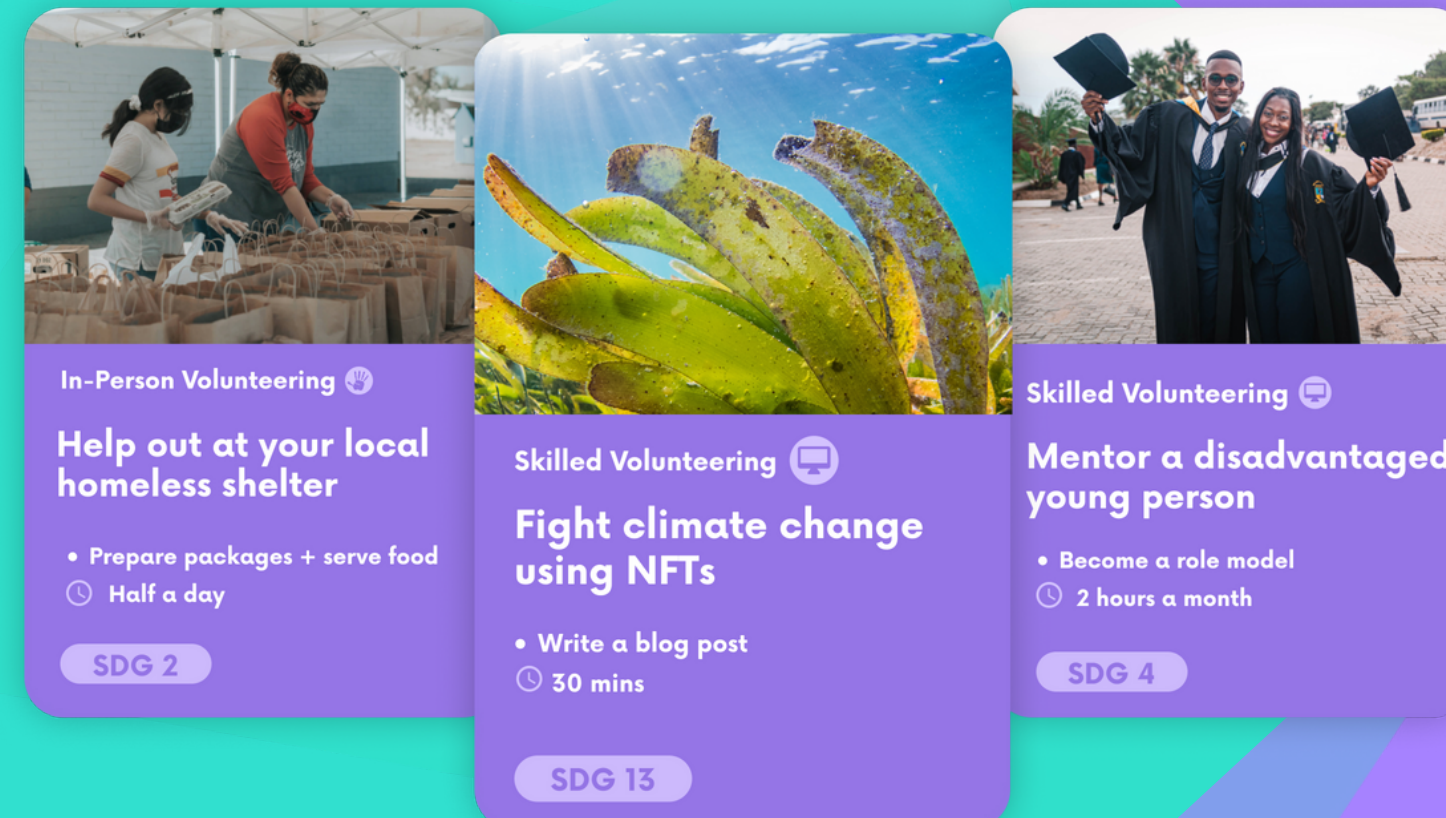 In-Person Volunteering
Help out at your local
homeless shelter
• Prepare packages + serve food
Half a day
SDG 2
Skilled Volunteering
Fight climate change
using NFTs
• Write a blog post
30 mins
SDG 13
Skilled Volunteering
Mentor a disadvantaged
young person
• Become a role model
2 hours a month
SDG 4